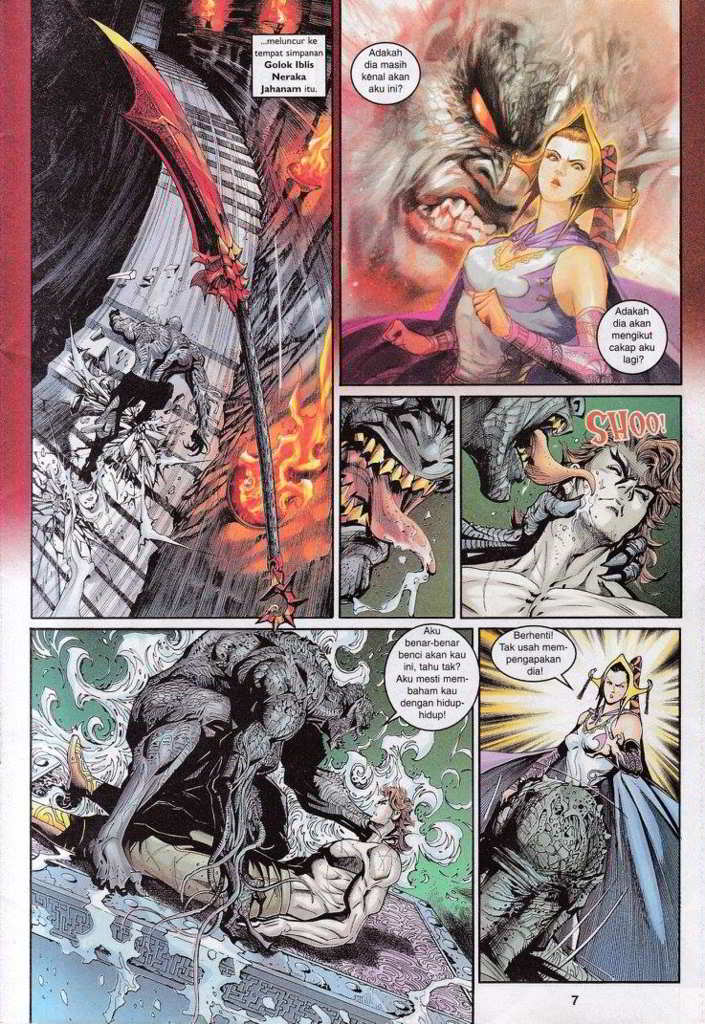 ...meluncur ke
tempat simpanan
Golok Iblis
Neraka
Jahanam itu.
Adakah
dia masih
kenal akan
aku ini?
Adakah
dia akan
mengikut
cakap aku
lagi?
SHOO!
Aku
benar-benar
benci akan kau
ini, tahu tak?
Aku mesti mem-
baham kau
dengan hidup-
hidup!
Berhenti!
Tak usah mem-
pengapakan
dia!
7